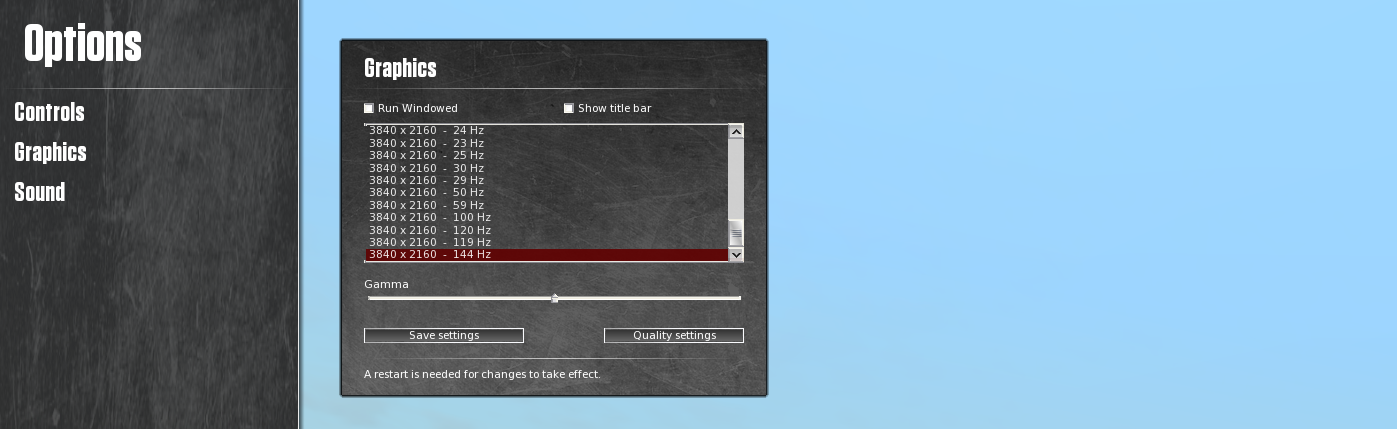 Options
Controls
Graphics
Sound
Graphics
Run Windowed
Show title bar
3840 x 2160 - 24 Hz
3840 x 2160 - 23 Hz
3840 x 2160 - 25 Hz
3840 x 2160 - 30 Hz
3840 x 2160 - 29 Hz
3840 x 2160 - 50 Hz
3840 x 2160 - 59 Hz
3840 x 2160 - 100 Hz
3840 x 2160 - 120 Hz
3840 x 2160 - 119 Hz
3840 x 2160 - 144 Hz
Gamma
Save settings
Quality settings
A restart is needed for changes to take effect.